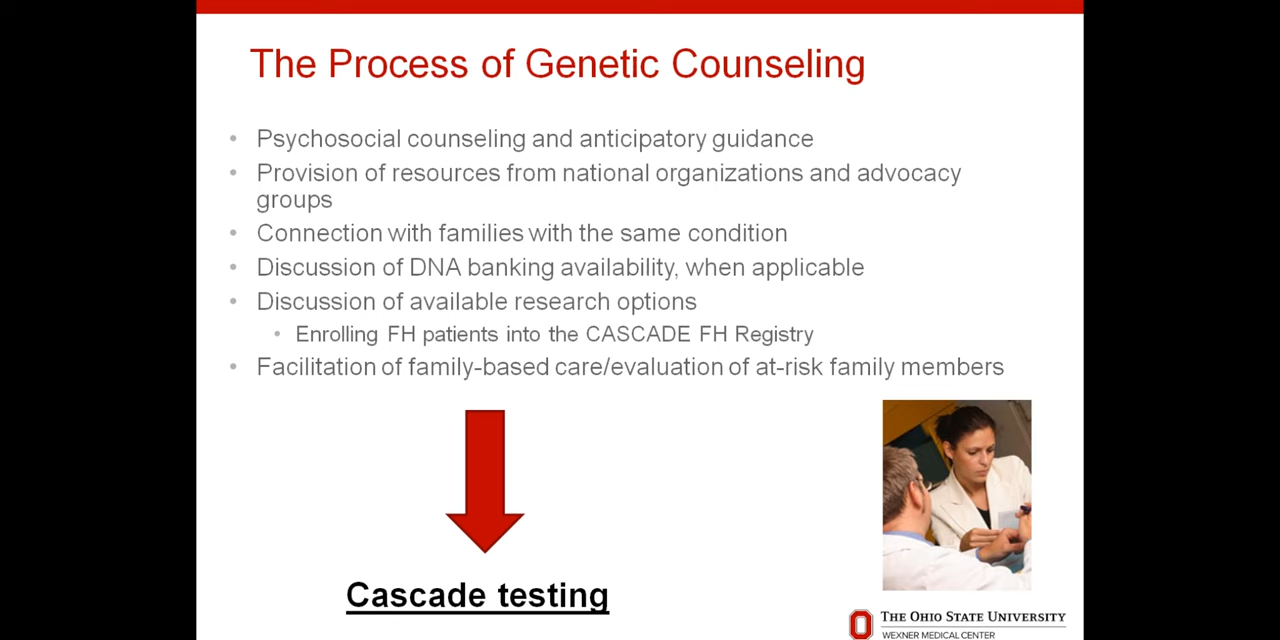 The Process of Genetic Counseling
• Psychosocial counseling and anticipatory guidance
• Provision of resources from national organizations and advocacy
groups
• Connection with families with the same condition
• Discussion of DNA banking availability, when applicable
• Discussion of available research options
• Enrolling FH patients into the CASCADE FH Registry
• Facilitation of family-based care/evaluation of at-risk family members
Cascade testing
THE OHIO STATE UNIVERSITY
WEXNER MEDICAL CENTER